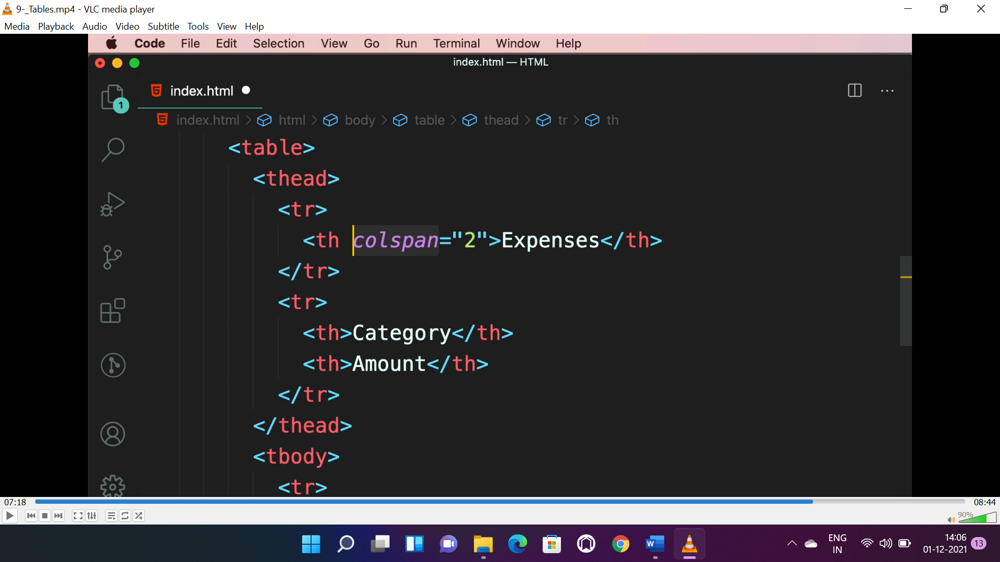 9-_Tables.mp4 - VLC media player
Media Playback Audio Video Subtitle Tools View Help
Code File Edit Selection View Go Run Terminal Window Help
index.html — HTML
index.html
1
index.html > html > body > table > thead > tr > th
<table>
<thead>
<tr>
<th colspan="2">Expenses</th>
</tr>
<tr>
<th>Category</th>
<th>Amount</th>
</tr>
</thead>
<tbody>
<tr>
07:18
08:44
90%
ENG
IN
14:06
01-12-2021
13